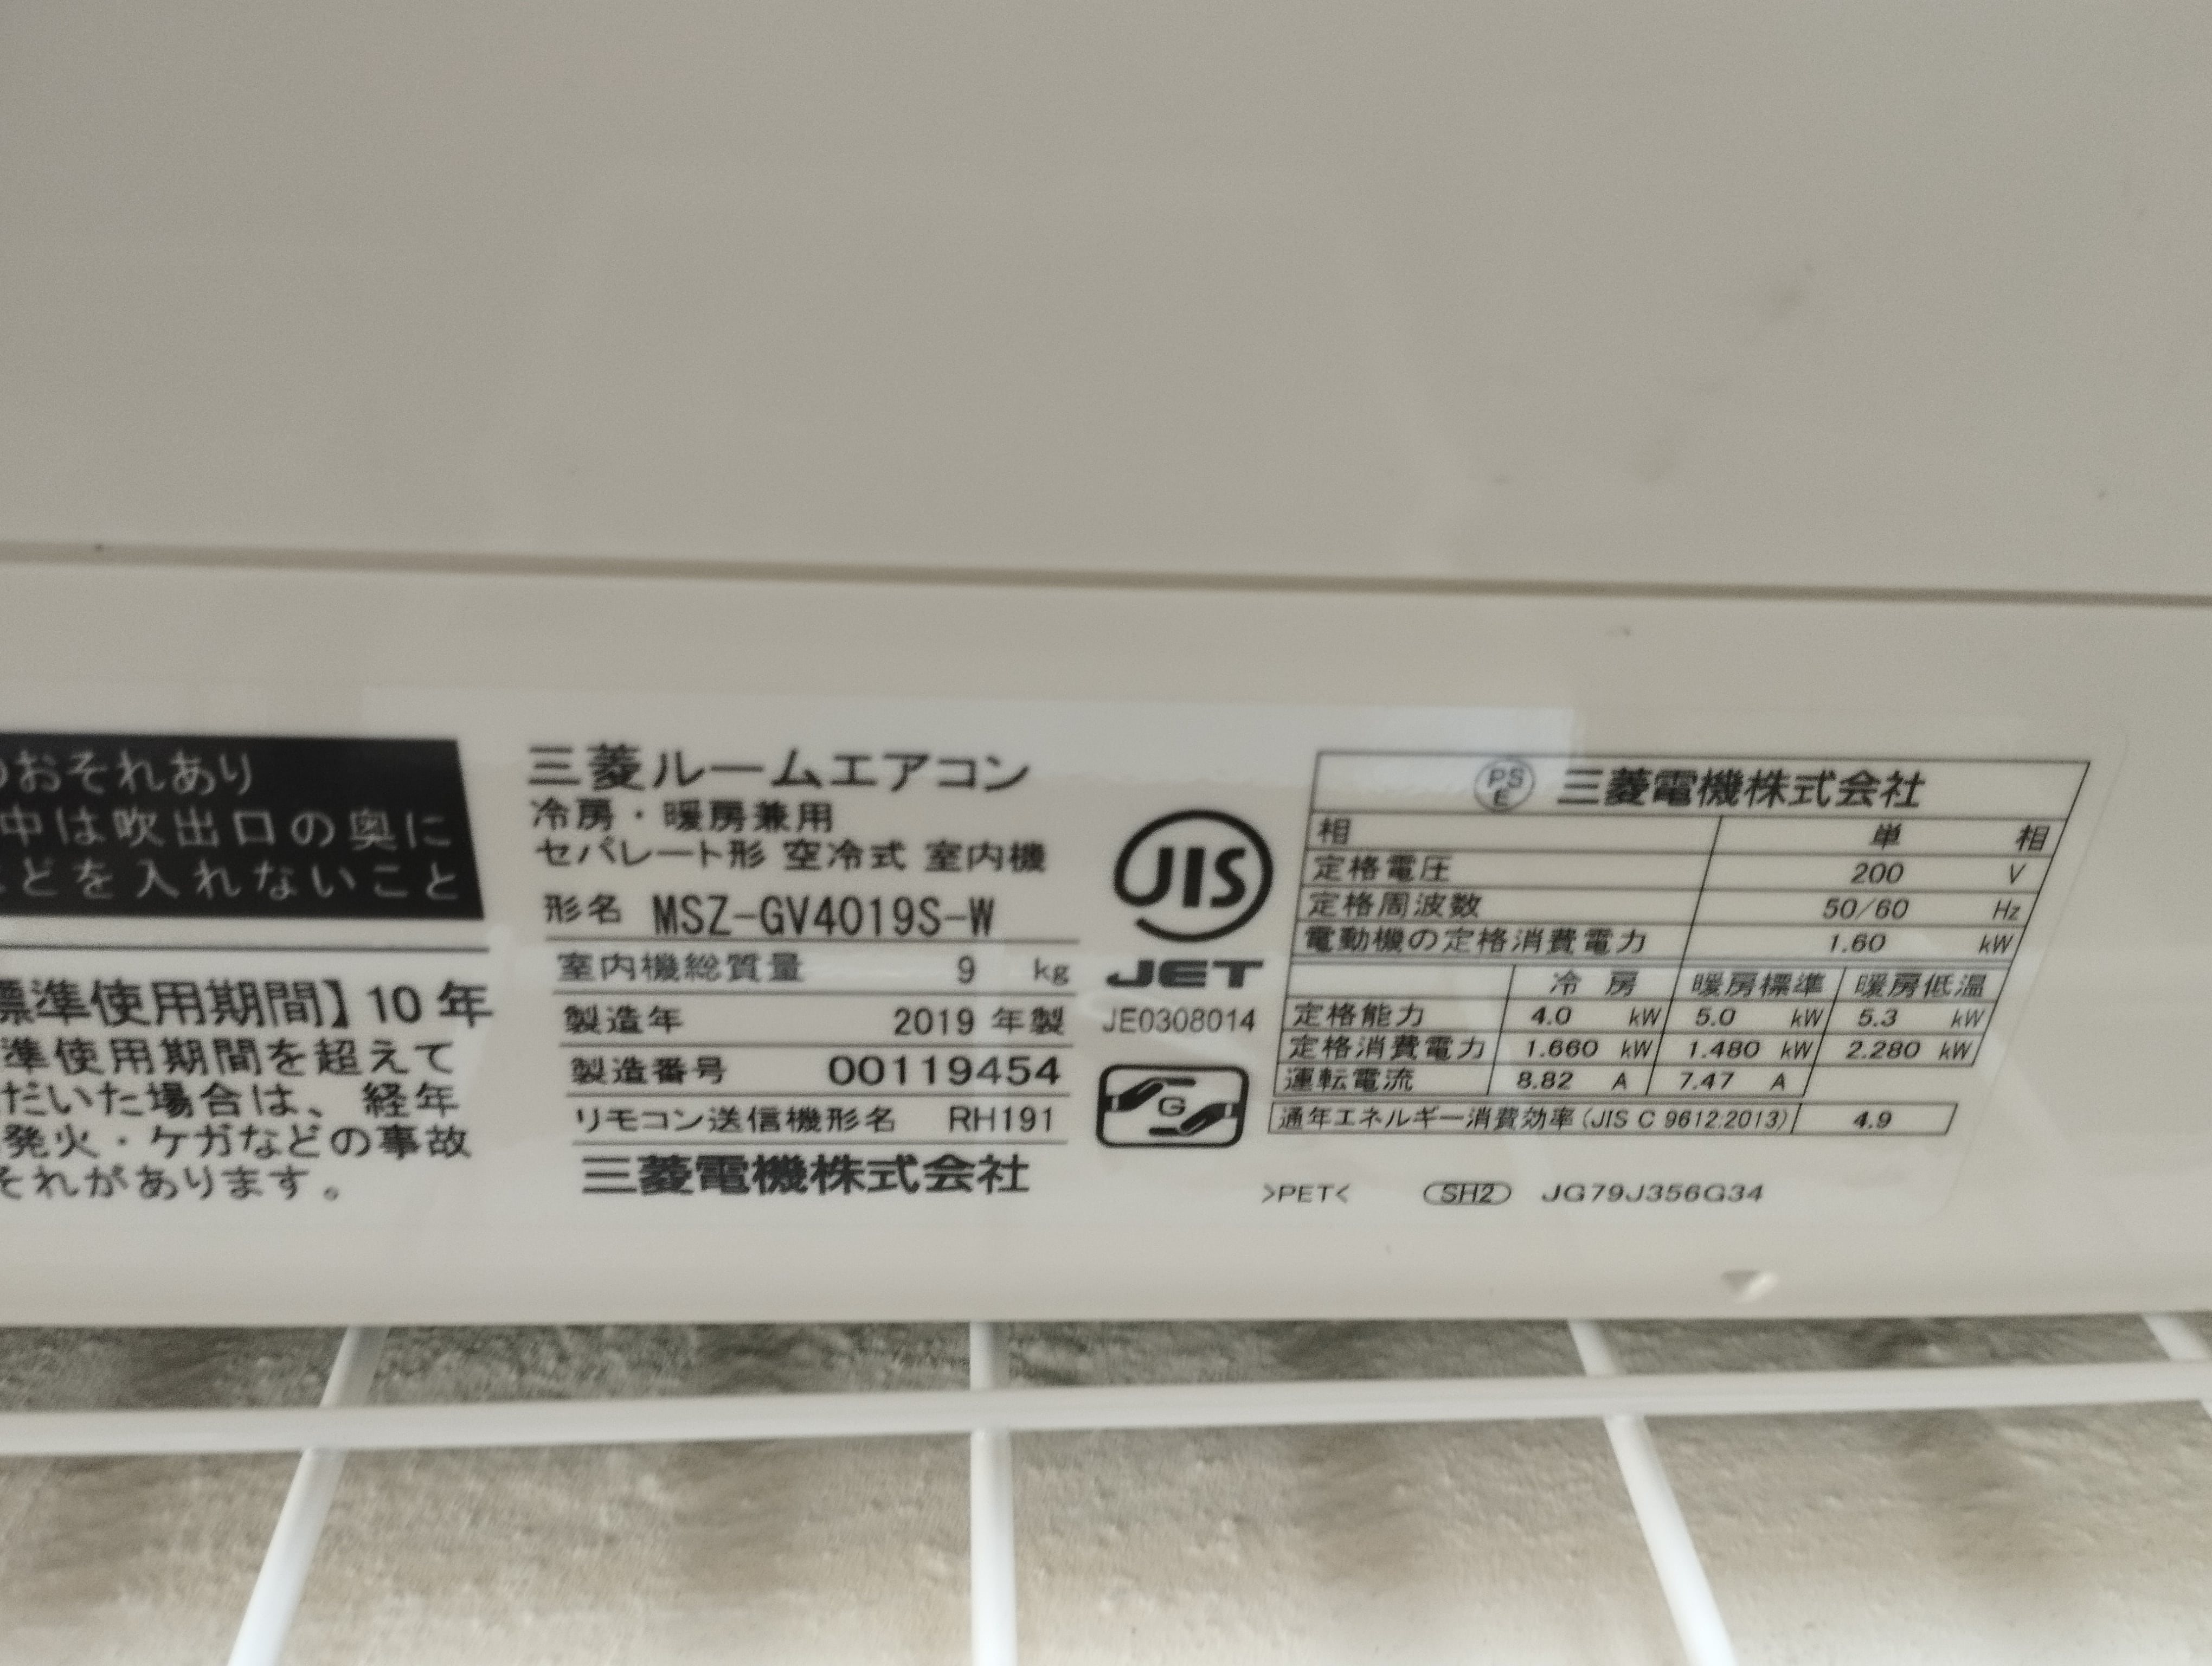 おそれあり
中は吹出口の奥に
どを入れないこと
標準使用期間】10年
準使用期間を超えて
だいた場合は、経年
発火・ケガなどの事故
それがあります。
三菱ルームエアコン
冷房・暖房兼用
セパレート形 空冷式 室内機
形名 MSZ-GV4019S-W
室内機総質量 9 kg
製造年 2019 年製
製造番号 00119454
リモコン送信機形名 RH191
三菱電機株式会社
JIS
JET
JE0308014
G
PS E 三菱電機株式会社
相 単 相
定格電圧 200 V
定格周波数 50/60 Hz
電動機の定格消費電力 1.60 kW
冷房 暖房標準 暖房低温
定格能力 4.0 kW 5.0 kW 5.3 kW
定格消費電力 1.660 kW 1.480 kW 2.280 kW
運転電流 8.82 A 7.47 A
通年エネルギー消費効率(JIS C 9612:2013) 4.9
>PET< SH2 JG79J356G34